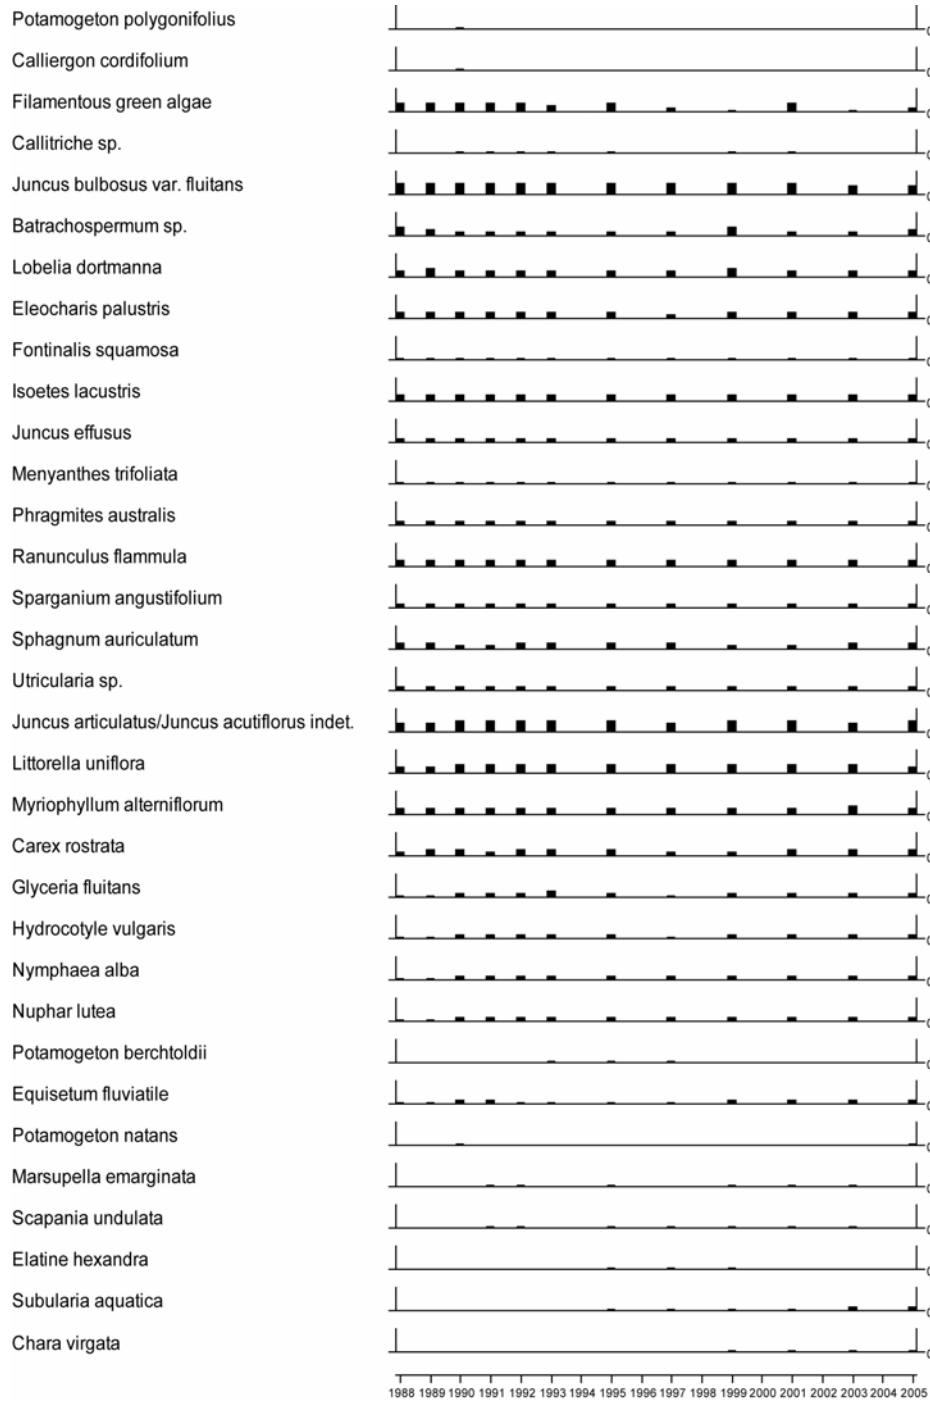 Potamogeton polygonifolius
Calliergon cordifolium
Filamentous green algae
Callitriche sp.
Juncus bulbosus var. fluitans
Batrachospermum sp.
Lobelia dortmanna
Eleocharis palustris
Fontinalis squamosa
Isoetes lacustris
Juncus effusus
Menyanthes trifoliata
Phragmites australis
Ranunculus flammula
Sparganium angustifolium
Sphagnum auriculatum
Utricularia sp.
Juncus articulatus/Juncus acutiflorus indet.
Littorella uniflora
Myriophyllum alterniflorum
Carex rostrata
Glyceria fluitans
Hydrocotyle vulgaris
Nymphaea alba
Nuphar lutea
Potamogeton berchtoldii
Equisetum fluviatile
Potamogeton natans
Marsupella emarginata
Scapania undulata
Elatine hexandra
Subularia aquatica
Chara virgata
1988 1989 1990 1991 1992 1993 1994 1995 1996 1997 1998 1999 2000 2001 2002 2003 2004 2005